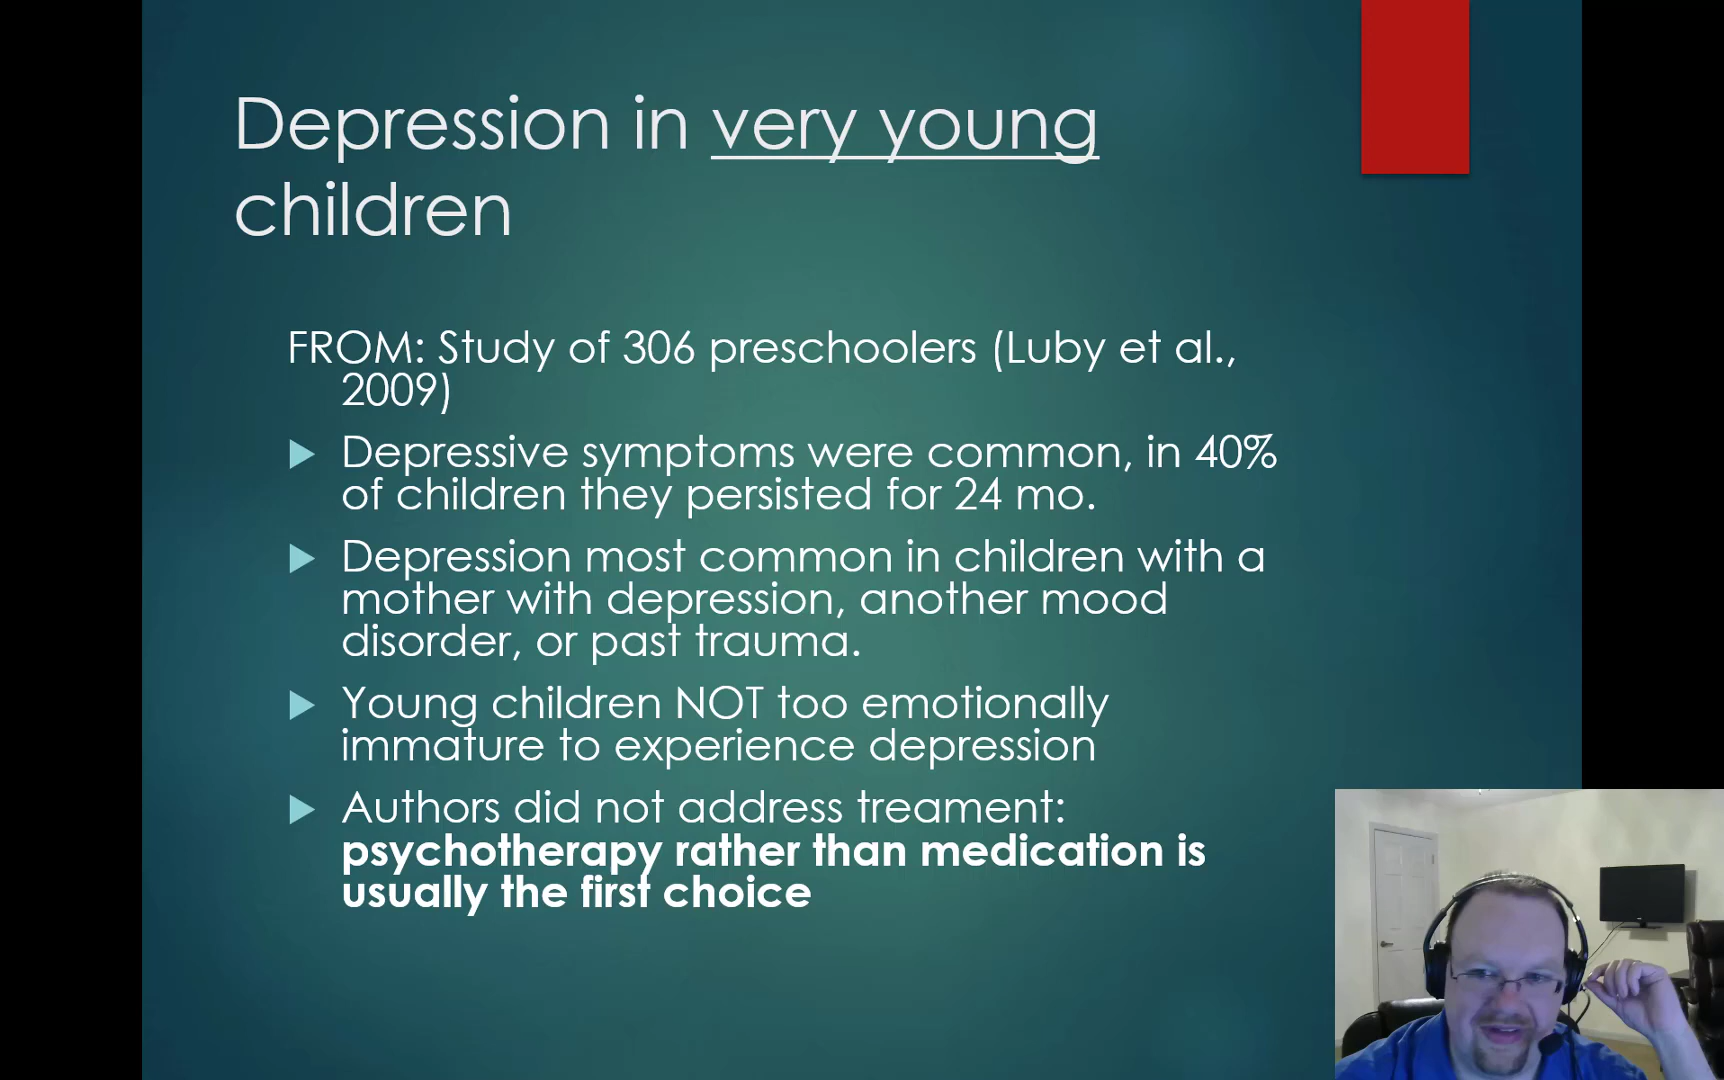 Depression in very young
children
FROM: Study of 306 preschoolers (Luby et al.,
2009)
Depressive symptoms were common, in 40%
of children they persisted for 24 mo.
Depression most common in children with a
mother with depression, another mood
disorder, or past trauma.
Young children NOT too emotionally
immature to experience depression
Authors did not address treament:
psychotherapy rather than medication is
usually the first choice